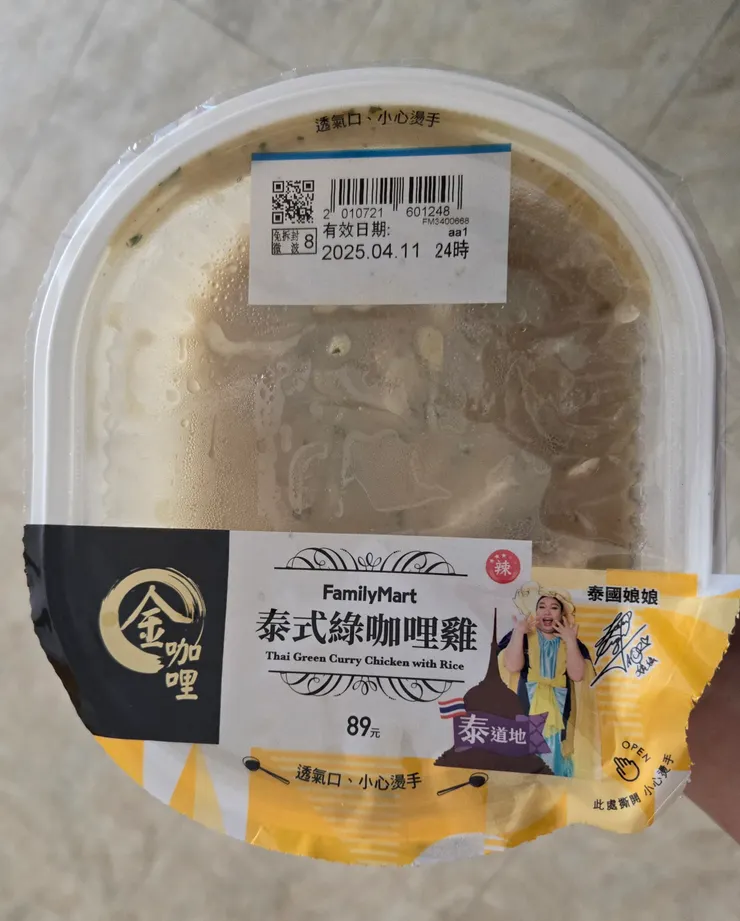 透氣口、小心燙手
2 010721 601248
FM3400668
免拆封
微波 8
有效日期: aa1
2025.04.11 24時
金咖哩
FamilyMart
泰式綠咖哩雞
Thai Green Curry Chicken with Rice
89元
辣
泰國娘娘
泰道地
透氣口、小心燙手
OPEN
此處撕開 小心燙手